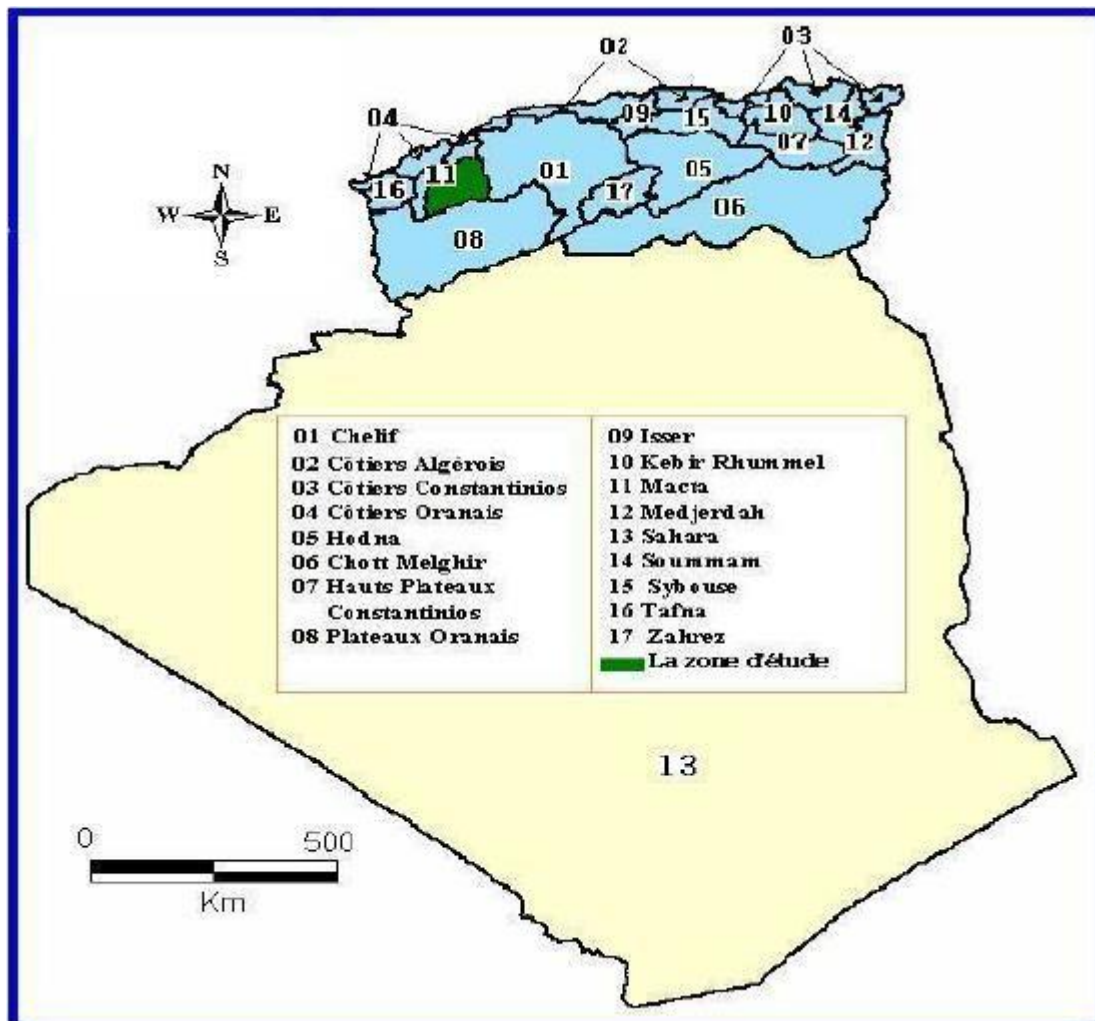 02
03
04
09
15
10
14
07
12
11
16
01
05
17
06
08
N
W
E
S
01 Chelif
02 Côtiers Algérois
03 Côtiers Constantinios
04 Côtiers Oranais
05 Hodna
06 Chott Melghir
07 Hauts Plateaux
Constantinios
08 Plateaux Oranais
09 Isser
10 Kebir Rhummel
11 Macta
12 Medjerdah
13 Sahara
14 Soummam
15 Sybouse
16 Tafna
17 Zahrez
La zone d'étude
13
0
500
Km